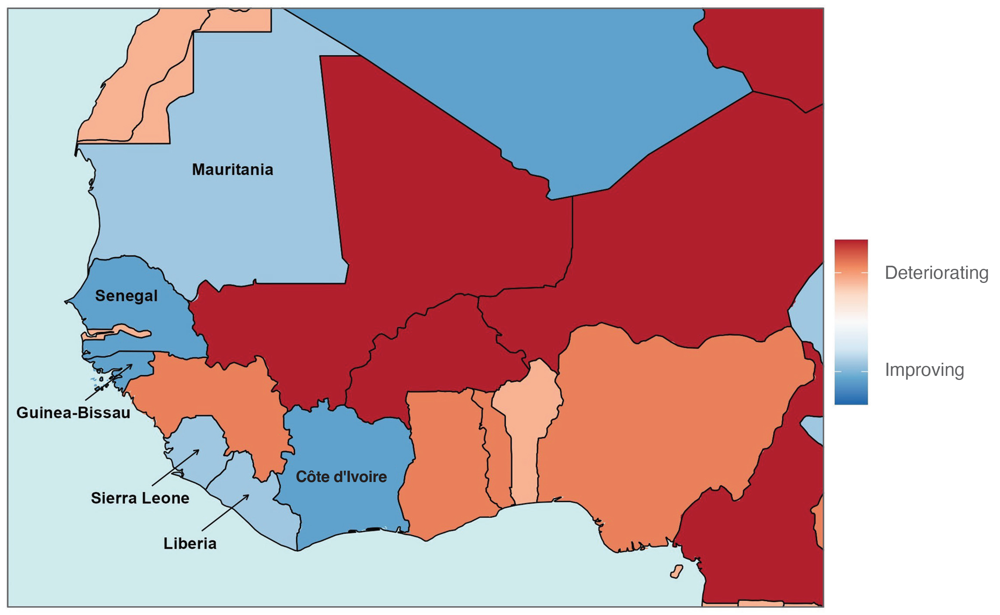 Mauritania
Deteriorating
Senegal
Improving
Guinea-Bissau
Côte d'Ivoire
Sierra Leone
Liberia